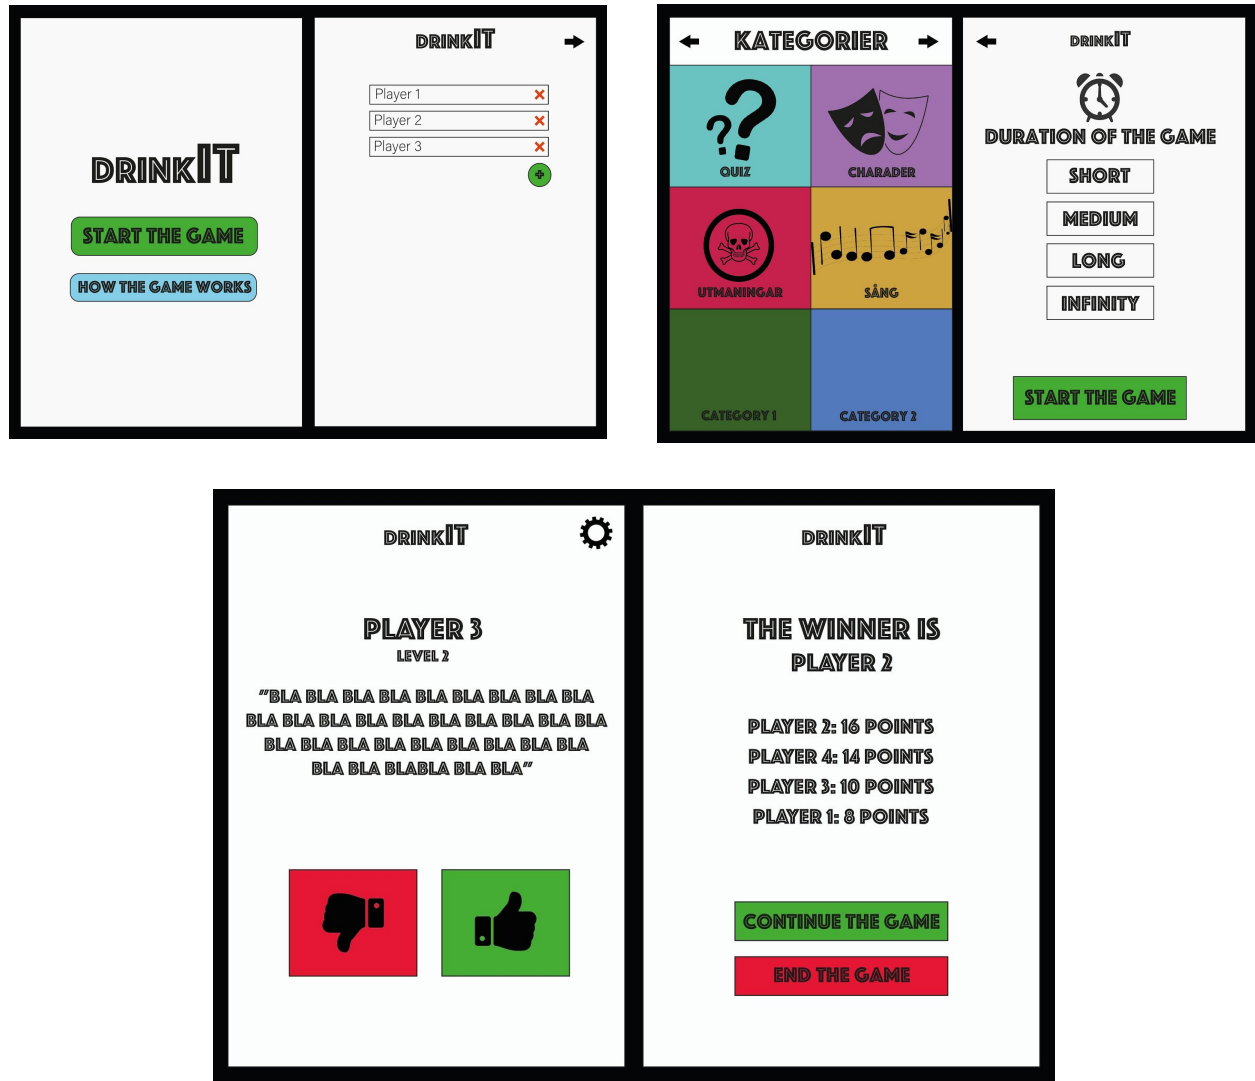 DRINKIT
START THE GAME
HOW THE GAME WORKS
DRINKIT
Player 1
Player 2
Player 3
KATEGORIER
QUIZ
CHARADER
UTMANINGAR
SÅNG
CATEGORY 1
CATEGORY 2
DRINKIT
DURATION OF THE GAME
SHORT
MEDIUM
LONG
INFINITY
START THE GAME
DRINKIT
PLAYER 3
LEVEL 2
"BLA BLA BLA BLA BLA BLA BLA BLA BLA
BLA BLA BLA BLA BLA BLA BLA BLA BLA BLA
BLA BLA BLA BLA BLA BLA BLA BLA BLA
BLA BLA BLABLA BLA BLA"
DRINKIT
THE WINNER IS
PLAYER 2
PLAYER 2: 16 POINTS
PLAYER 4: 14 POINTS
PLAYER 3: 10 POINTS
PLAYER 1: 8 POINTS
CONTINUE THE GAME
END THE GAME